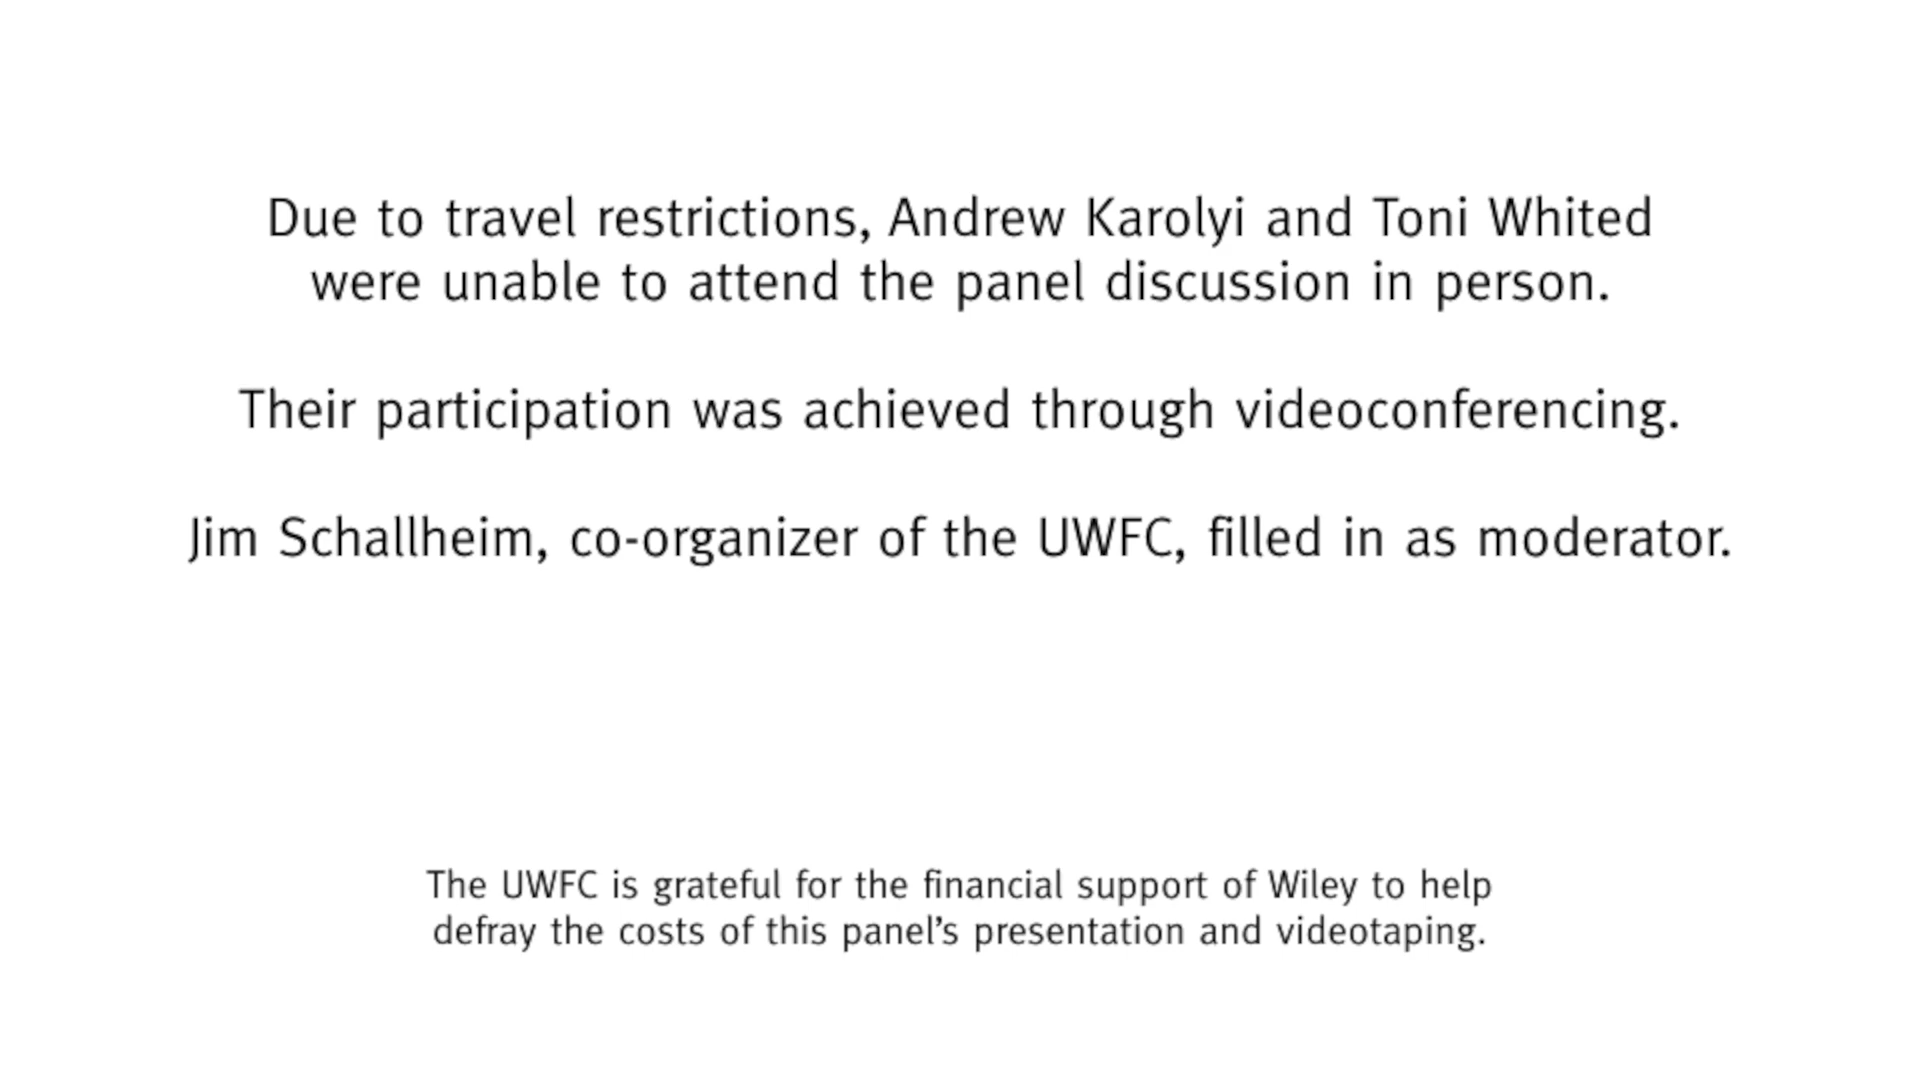 Due to travel restrictions, Andrew Karolyi and Toni Whited
were unable to attend the panel discussion in person.
Their participation was achieved through videoconferencing.
Jim Schallheim, co-organizer of the UWFC, filled in as moderator.
The UWFC is grateful for the financial support of Wiley to help
defray the costs of this panel’s presentation and videotaping.